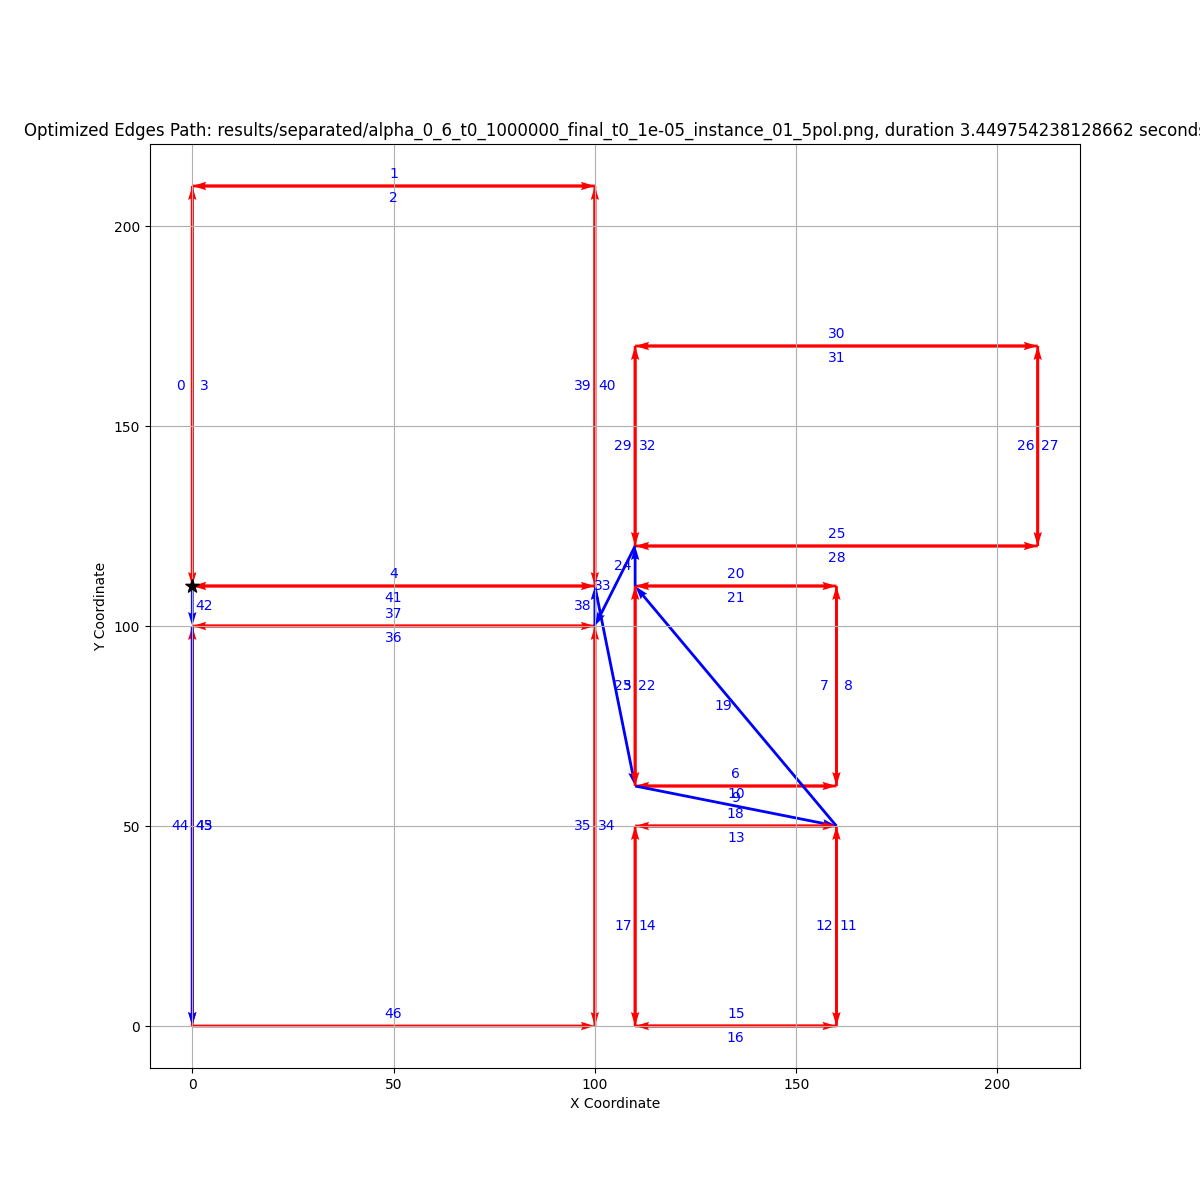 Optimized Edges Path: results/separated/alpha_0_6_t0_1000000_final_t0_1e-05_instance_01_5pol.png, duration 3.449754238128662 seconds
1
2
30
200
31
0 3 39 40
29 32 26 27
150
25
24 28
4 33 20
41 21
42 37 38
100
36
22 7 8
19
6
10
9
18
50 44 35 34
13
17 14 12 11
46 15
0
16
0 50 100 150 200
X Coordinate
Y Coordinate